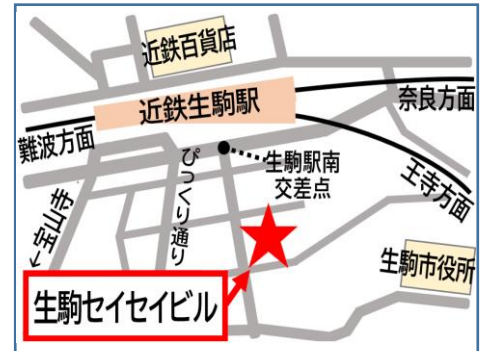 近鉄百貨店
近鉄生駒駅
奈良方面
難波方面
生駒駅南
交差点
王寺方面
ぴっくり通り
←宝山寺
生駒市役所
生駒セイセイビル